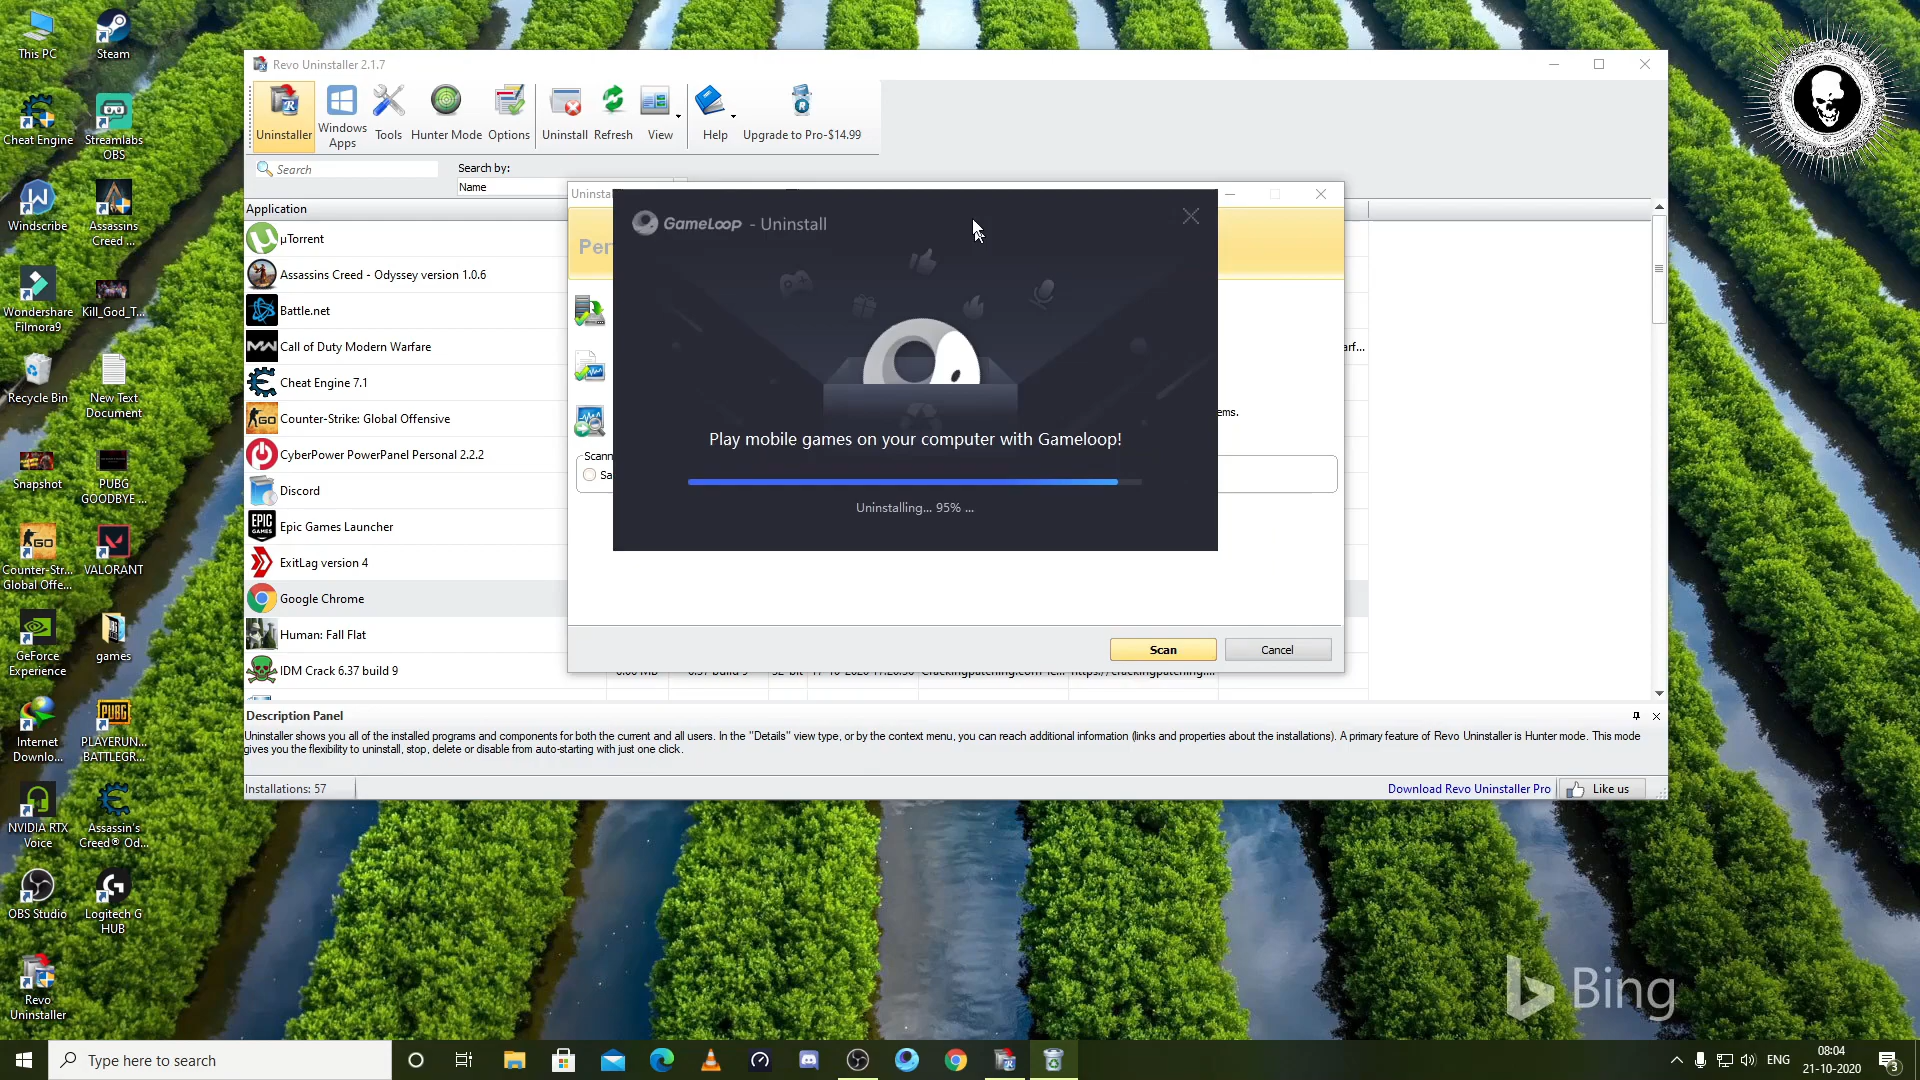 This PC
Steam
Cheat Engine
Streamlabs
OBS
Windscribe
Assassins
Creed ...
Wondershare
Filmora9
Kill_God_T...
Recycle Bin
New Text
Document
Snapshot
PUBG
GOODBYE ...
Counter-Str...
Global Offe...
VALORANT
GeForce
Experience
games
Internet
Downlo...
PLAYERUN...
BATTLEGR...
NVIDIA RTX
Voice
Assassin's
Creed® Od...
OBS Studio
Logitech G
HUB
Revo
Uninstaller
Revo Uninstaller 2.1.7
Uninstaller
Windows
Apps
Tools
Hunter Mode
Options
Uninstall
Refresh
View
Help
Upgrade to Pro-$14.99
Search
Search by:
Name
Application
µTorrent
Assassins Creed - Odyssey version 1.0.6
Battle.net
Call of Duty Modern Warfare
Cheat Engine 7.1
Counter-Strike: Global Offensive
CyberPower PowerPanel Personal 2.2.2
Discord
Epic Games Launcher
ExitLag version 4
Google Chrome
Human: Fall Flat
IDM Crack 6.37 build 9
Uninsta
Per
GameLoop - Uninstall
Play mobile games on your computer with Gameloop!
Uninstalling... 95% ...
arf...
ems.
Scann
Sa
Scan
Cancel
Description Panel
Uninstaller shows you all of the installed programs and components for both the current and all users. In the "Details" view type, or by the context menu, you can reach additional information (links and properties about the installations). A primary feature of Revo Uninstaller is Hunter mode. This mode
gives you the flexibility to uninstall, stop, delete or disable from auto-starting with just one click.
Installations: 57
Download Revo Uninstaller Pro
Like us
Bing
Type here to search
ENG
08:04
21-10-2020
3